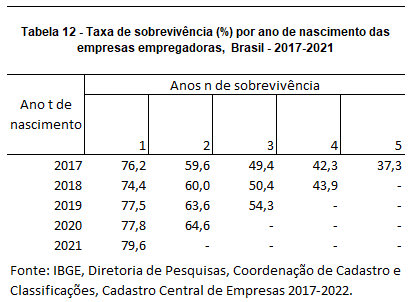 Tabela 12 - Taxa de sobrevivência (%) por ano de nascimento das
empresas empregadoras, Brasil - 2017-2021
Ano t de
nascimento
Anos n de sobrevivência
1 2 3 4 5
2017 76,2 59,6 49,4 42,3 37,3
2018 74,4 60,0 50,4 43,9 -
2019 77,5 63,6 54,3 - -
2020 77,8 64,6 - - -
2021 79,6 - - - -
Fonte: IBGE, Diretoria de Pesquisas, Coordenação de Cadastro e
Classificações, Cadastro Central de Empresas 2017-2022.